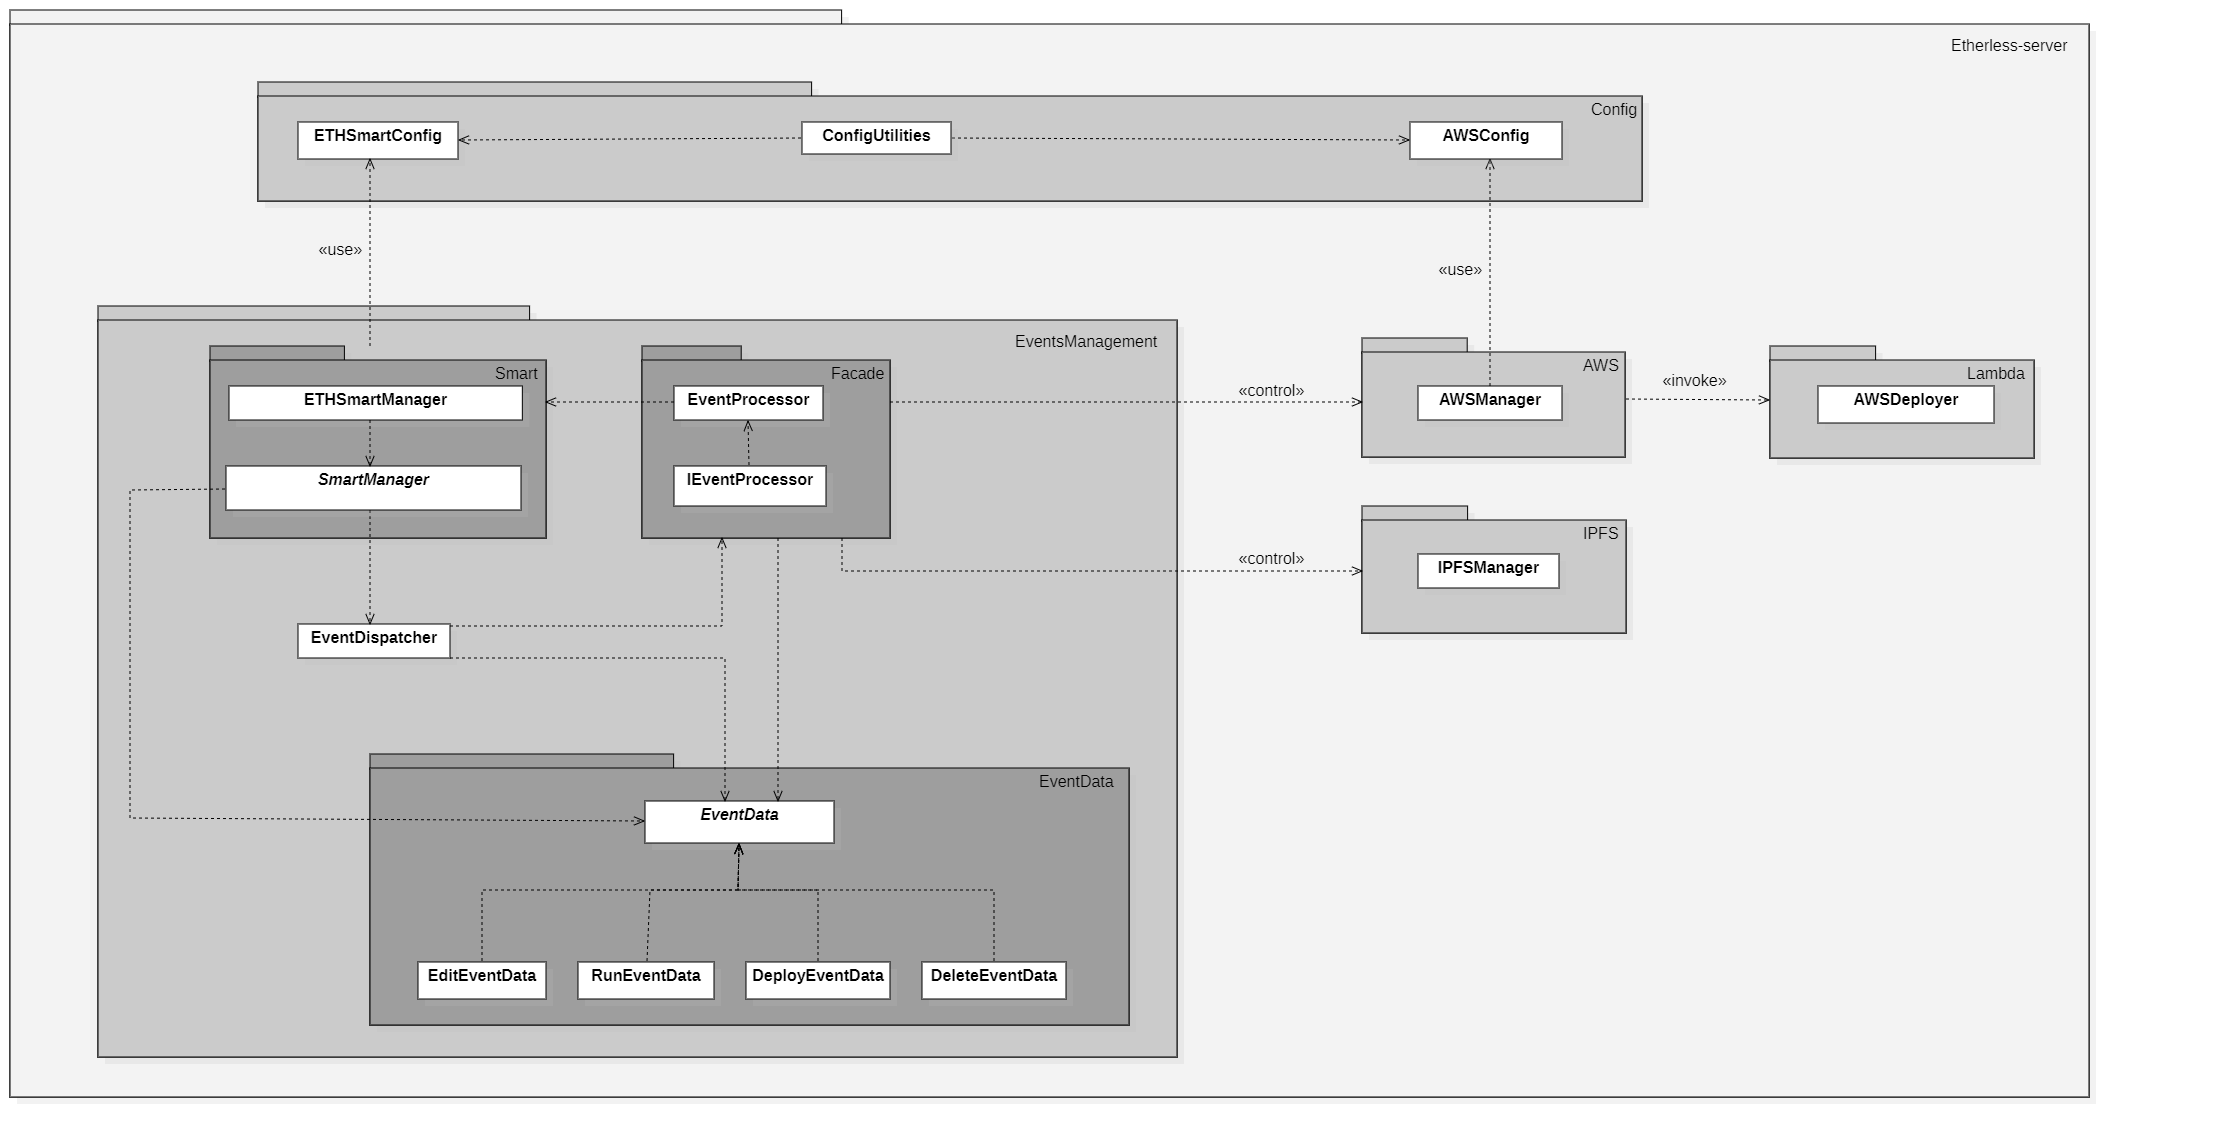 Etherless-server
Config
ETHSmartConfig
ConfigUtilities
AWSConfig
«use»
«use»
EventsManagement
Smart
ETHSmartManager
SmartManager
Facade
EventProcessor
IEventProcessor
«control»
AWS
AWSManager
«invoke»
Lambda
AWSDeployer
«control»
IPFS
IPFSManager
EventDispatcher
EventData
EventData
EditEventData
RunEventData
DeployEventData
DeleteEventData